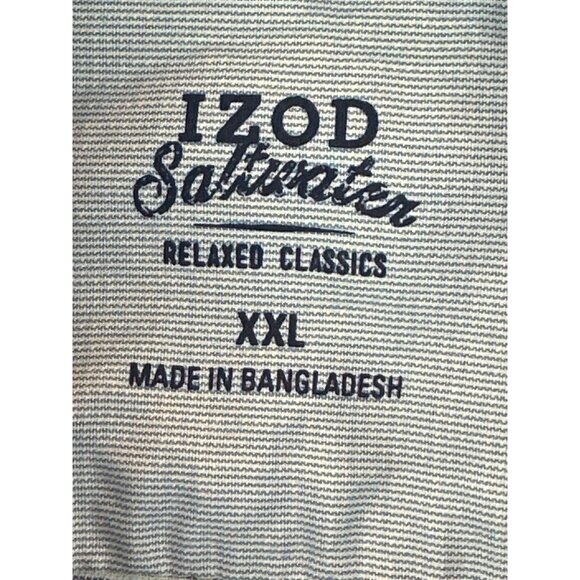 IZOD
Saltwater
RELAXED CLASSICS
XXL
MADE IN BANGLADESH